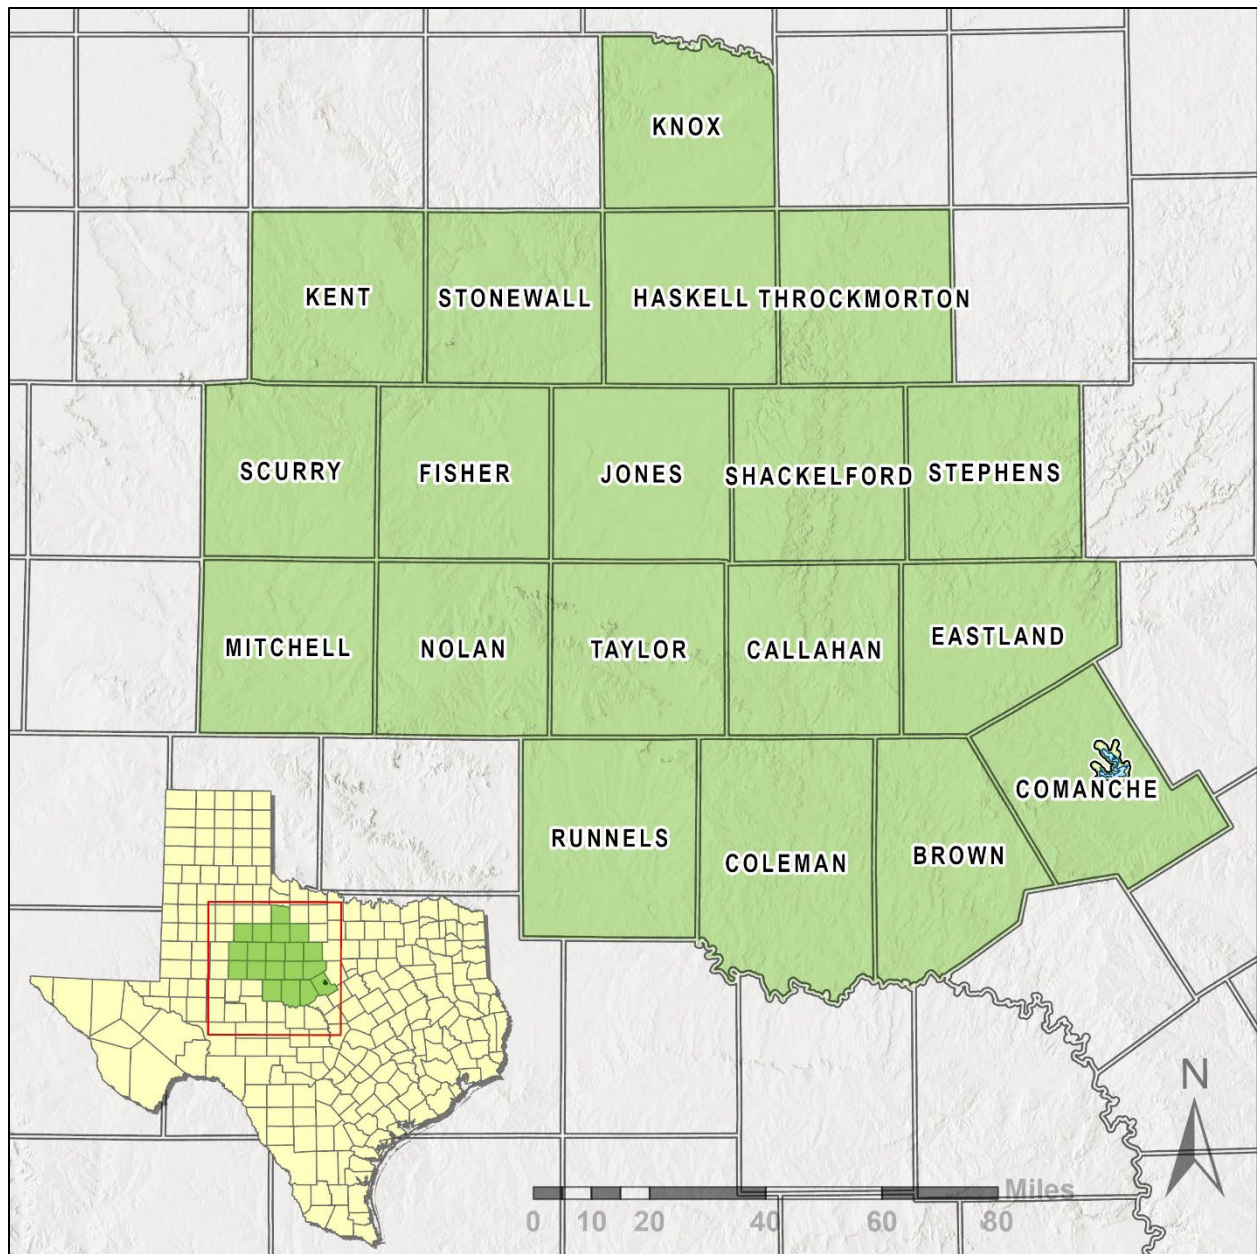 KNOX
KENT
STONEWALL
HASKELL
THROCKMORTON
SCURRY
FISHER
JONES
SHACKELFORD
STEPHENS
MITCHELL
NOLAN
TAYLOR
CALLAHAN
EASTLAND
COMANCHE
RUNNELS
COLEMAN
BROWN
N
Miles
0 10 20 40 60 80